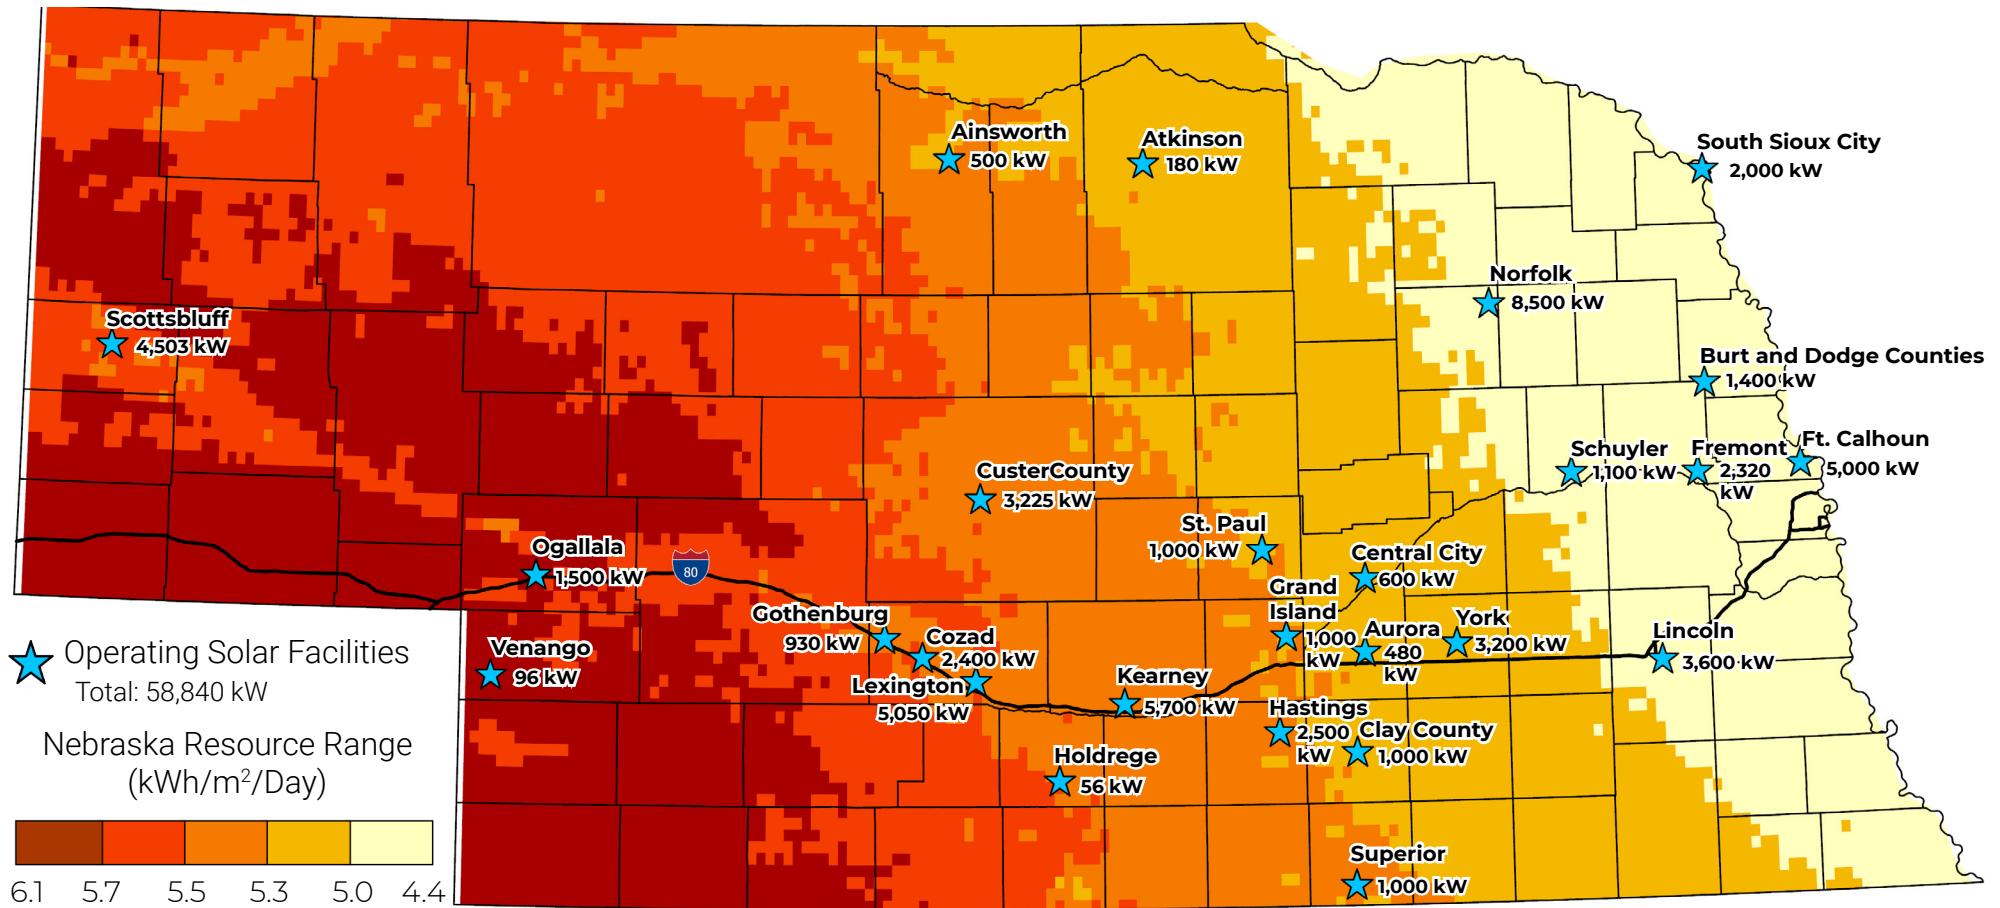 Ainsworth
500 kW
Atkinson
180 kW
South Sioux City
2,000 kW
Norfolk
8,500 kW
Scottsbluff
4,503 kW
Burt and Dodge Counties
1,400 kW
Schuyler
1,100 kW
Fremont
2,320
kW
Ft. Calhoun
5,000 kW
CusterCounty
3,225 kW
St. Paul
1,000 kW
Ogallala
1,500 kW
80
Central City
600 kW
Grand
Island
1,000
kW
Gothenburg
930 kW
Cozad
2,400 kW
Aurora
480
kW
York
3,200 kW
Lincoln
3,600 kW
Venango
96 kW
Lexington
5,050 kW
Kearney
5,700 kW
Hastings
2,500
kW
Clay County
1,000 kW
Holdrege
56 kW
Superior
1,000 kW
Operating Solar Facilities
Total: 58,840 kW
Nebraska Resource Range
(kWh/m²/Day)
6.1 5.7 5.5 5.3 5.0 4.4